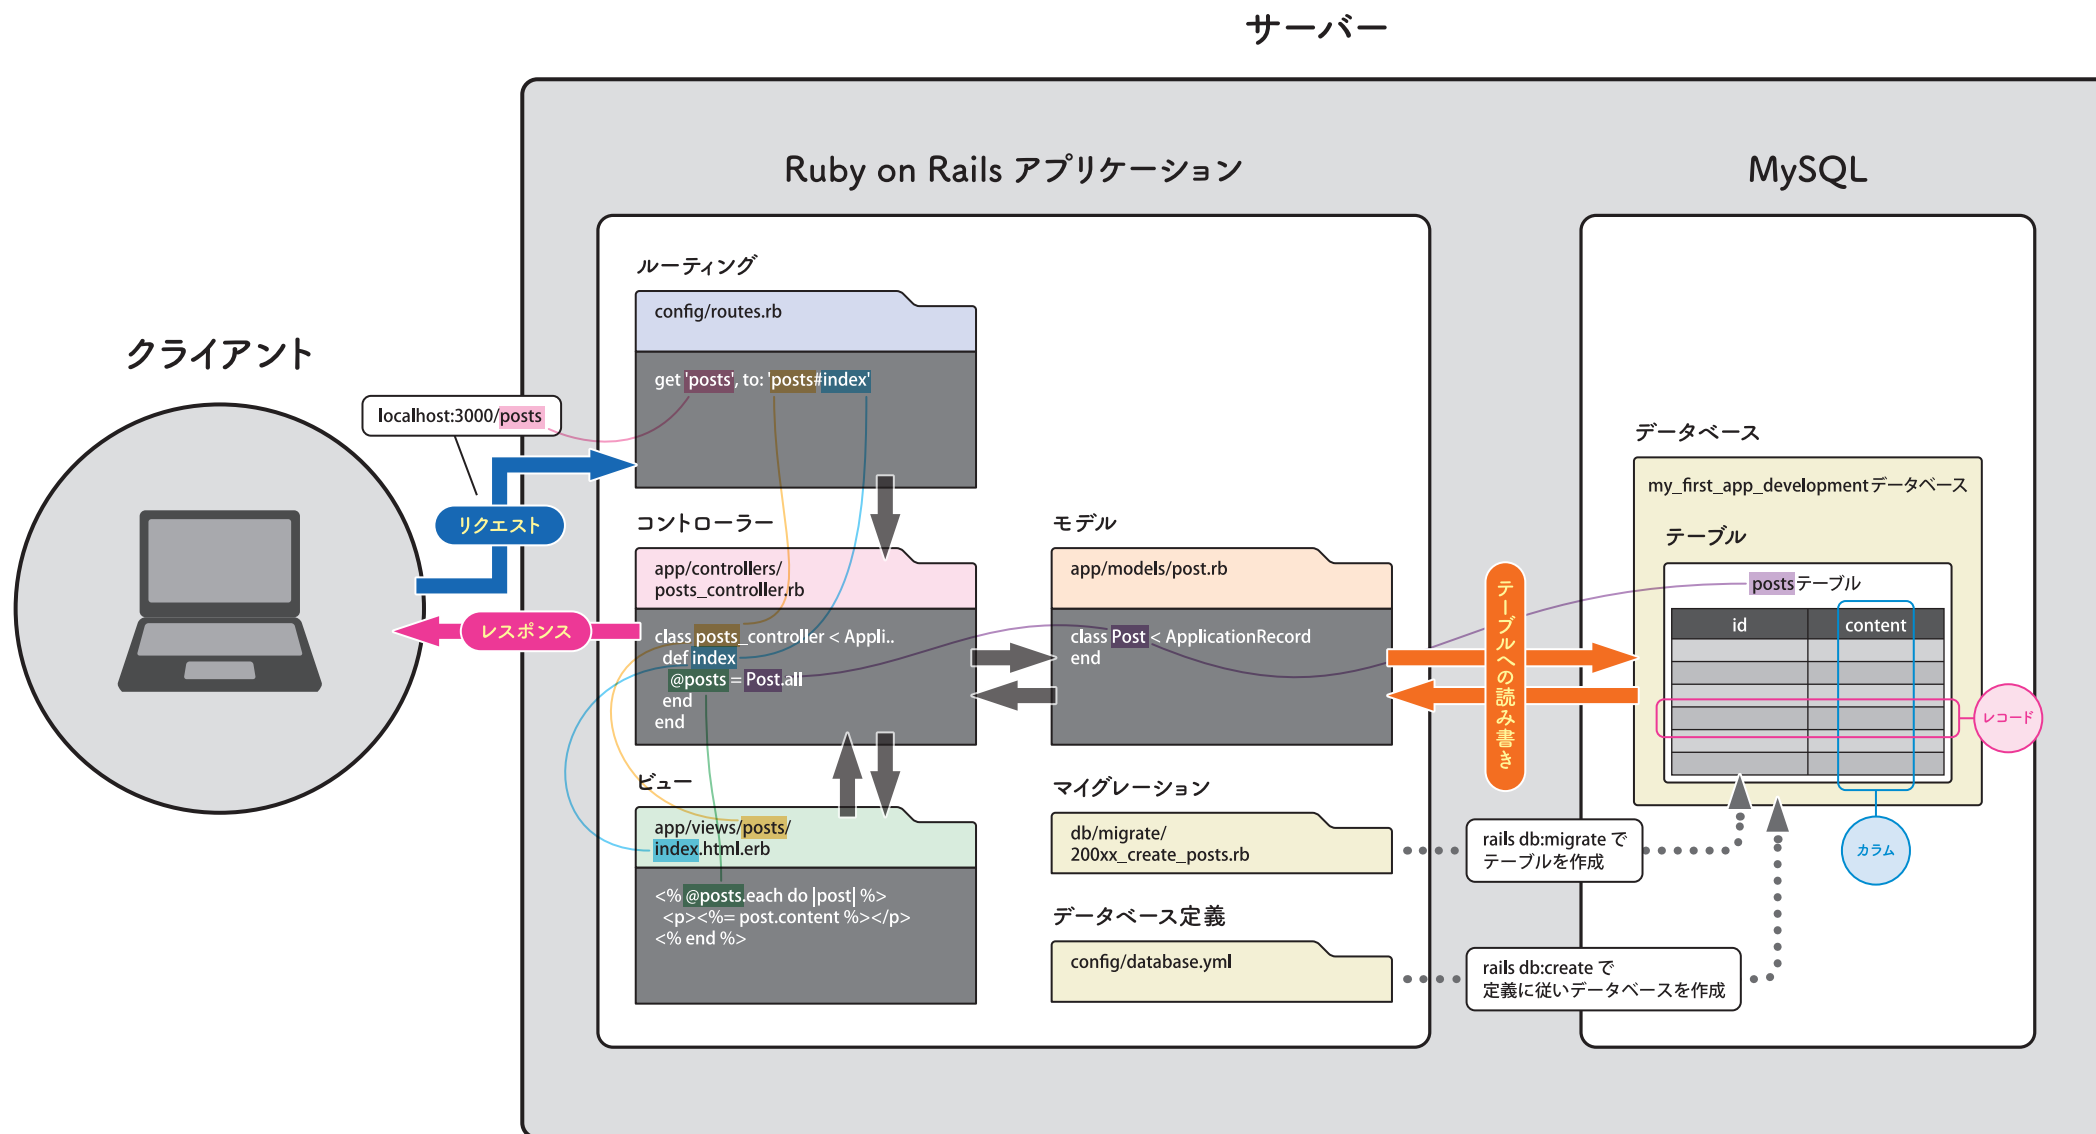 サーバー
Ruby on Rails アプリケーション
MySQL
クライアント
localhost:3000/posts
リクエスト
レスポンス
ルーティング
config/routes.rb
get 'posts', to: 'posts#index'
コントローラー
app/controllers/
posts_controller.rb
class posts_controller < Appli..
def index
@posts = Post.all
end
end
ビュー
app/views/posts/
index.html.erb
<% @posts.each do |post| %>
<p><%= post.content %></p>
<% end %>
モデル
app/models/post.rb
class Post < ApplicationRecord
end
マイグレーション
db/migrate/
200xx_create_posts.rb
データベース定義
config/database.yml
テーブルへの読み書き
rails db:migrate で
テーブルを作成
rails db:create で
定義に従いデータベースを作成
データベース
my_first_app_developmentデータベース
テーブル
postsテーブル
id content
レコード
カラム